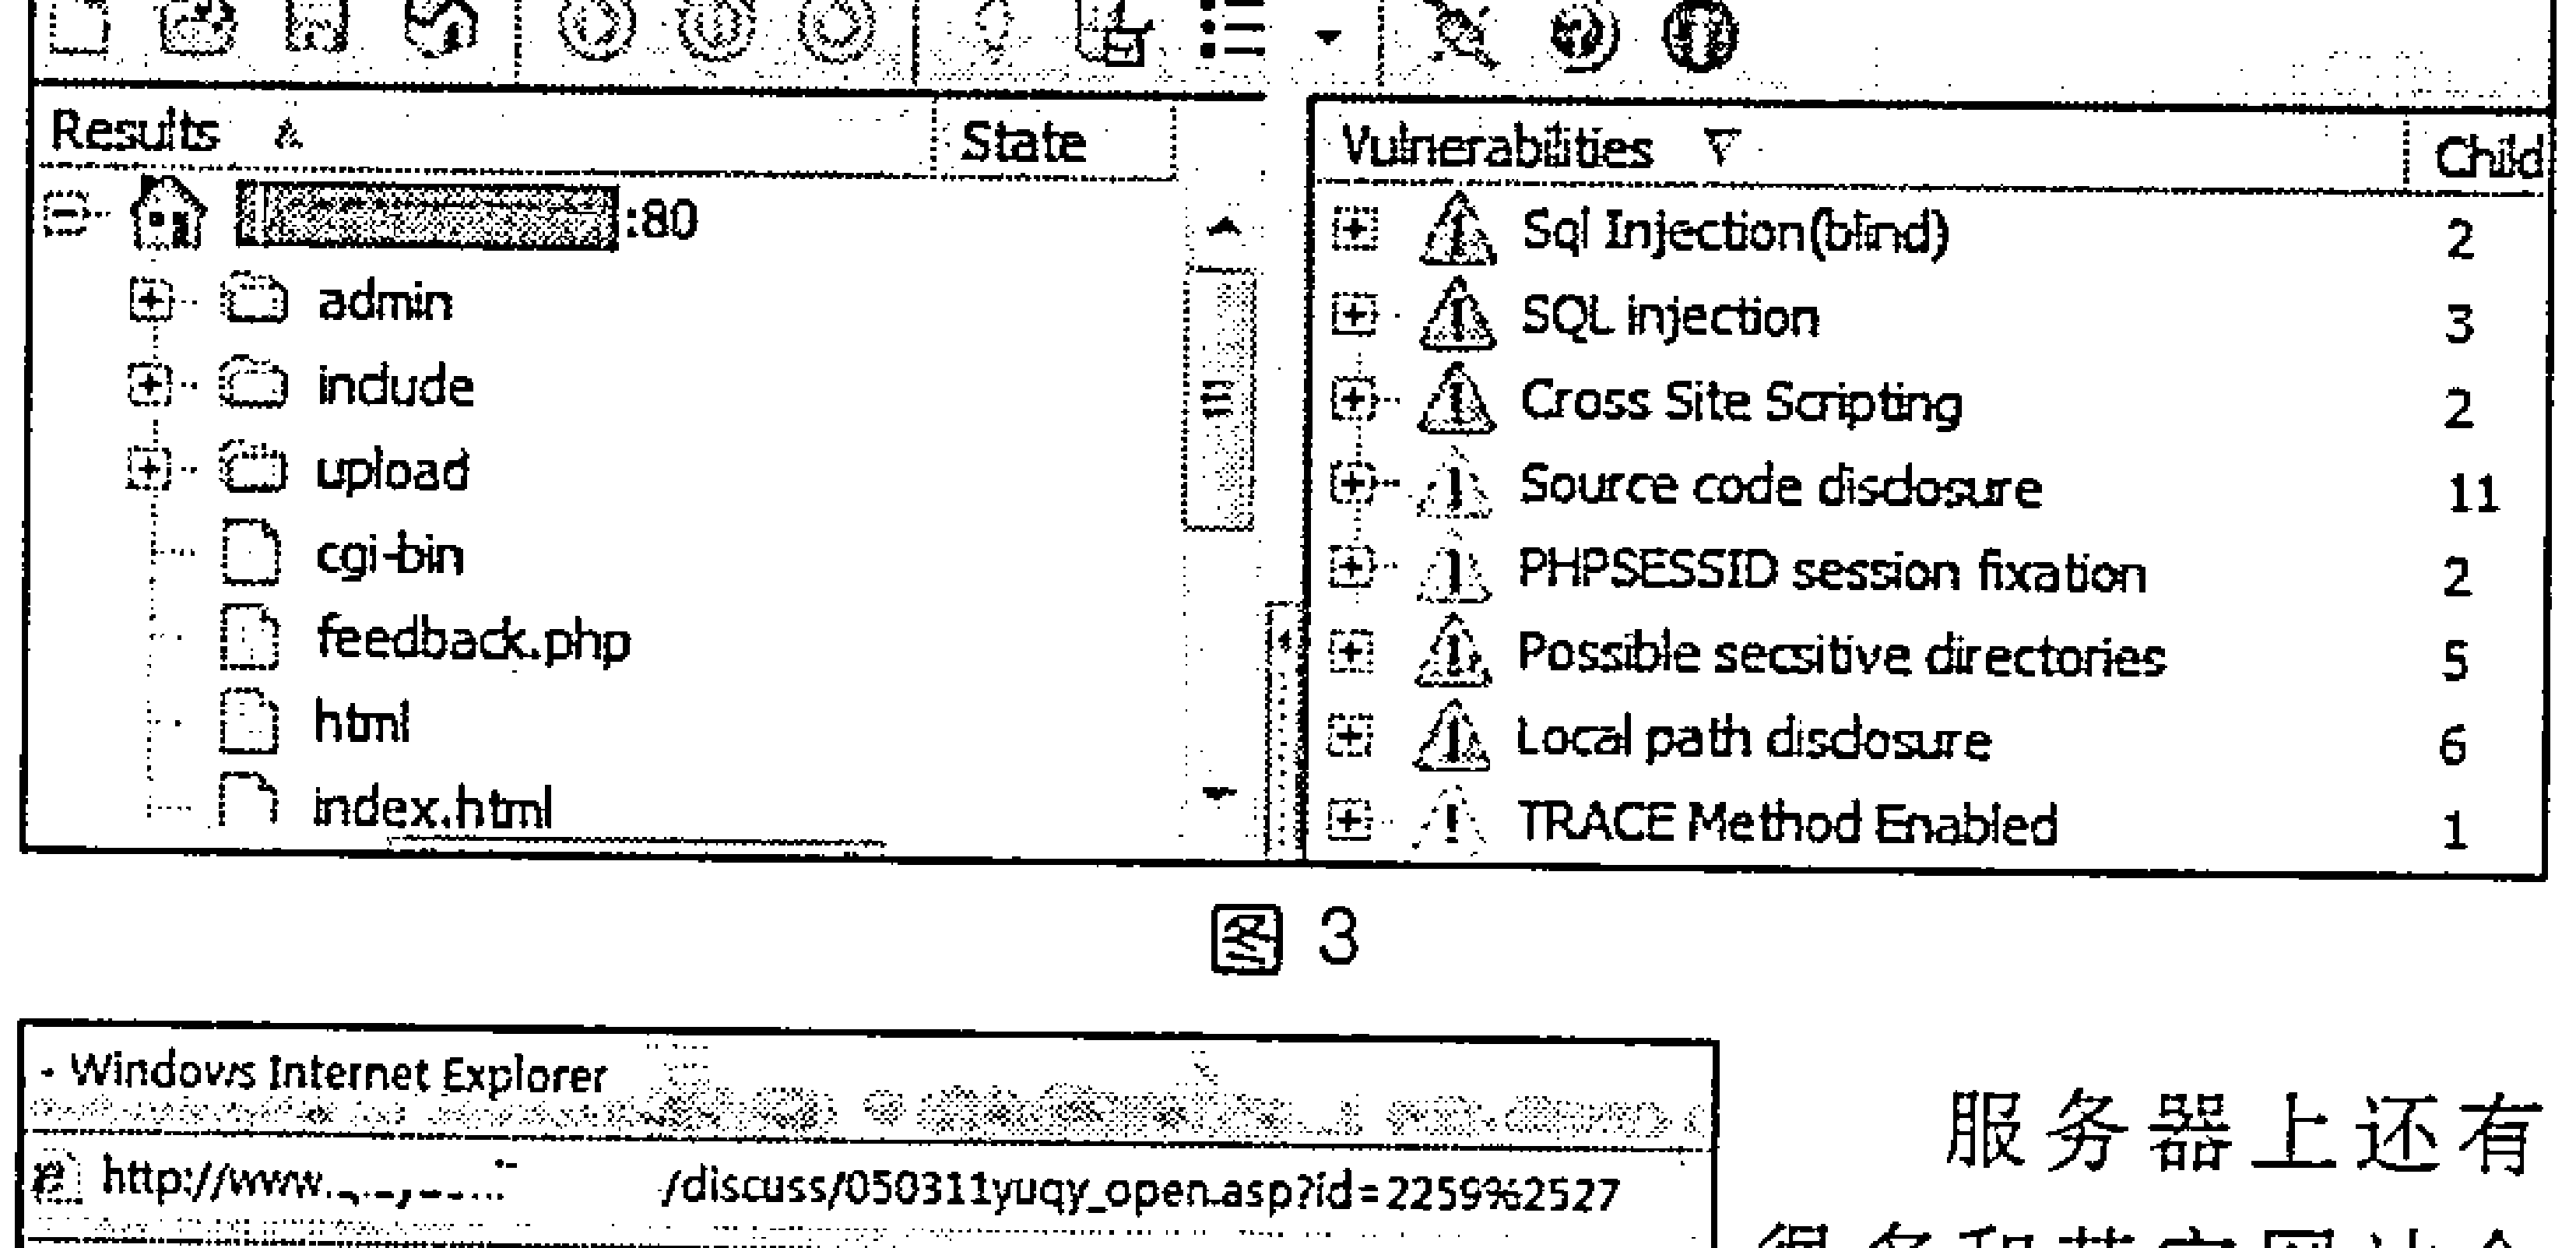 Results
State
:80
admin
include
upload
cgi-bin
feedback.php
html
index.html
Vulnerabilities
Child
Sql Injection(blind) 2
SQL injection 3
Cross Site Scripting 2
Source code disclosure 11
PHPSESSID session fixation 2
Possible secsitive directories 5
Local path disclosure 6
TRACE Method Enabled 1
图 3
- Windows Internet Explorer
http://www. /discuss/050311yuqy_open.asp?id=2259%2527
服务器上还有